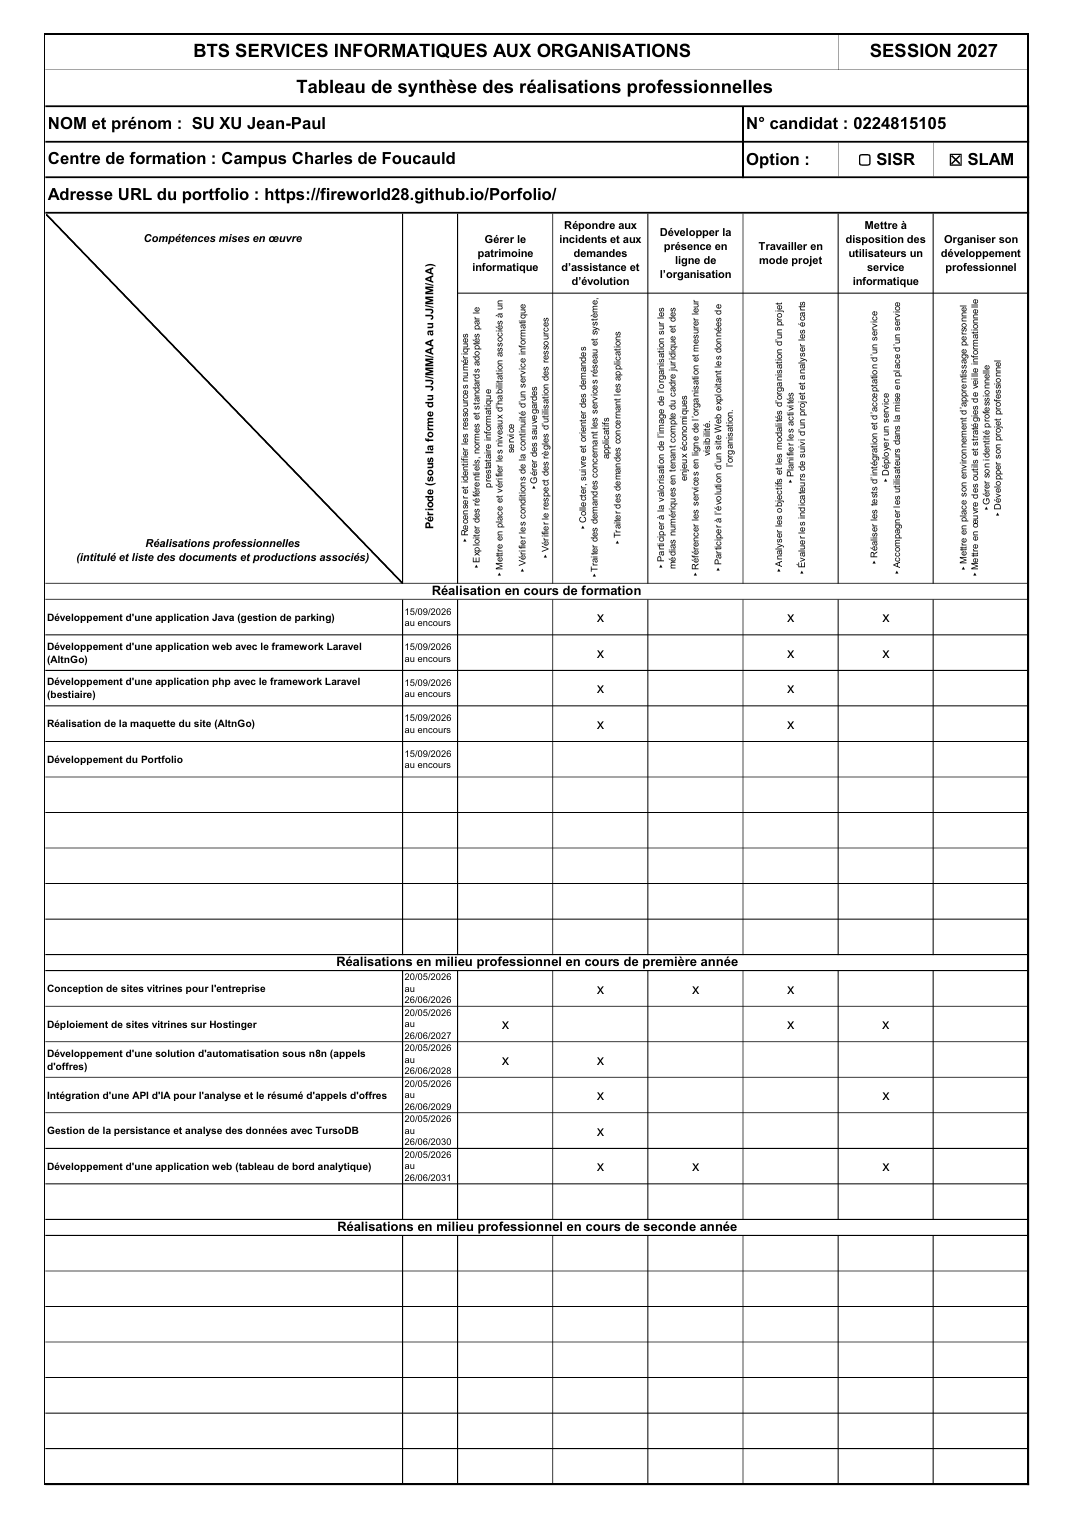 BTS SERVICES INFORMATIQUES AUX ORGANISATIONS
SESSION 2027
Tableau de synthèse des réalisations professionnelles
NOM et prénom : SU XU Jean-Paul
N° candidat : 0224815105
Centre de formation : Campus Charles de Foucauld
Option :
☐ SISR
☒ SLAM
Adresse URL du portfolio : https://fireworld28.github.io/Porfolio/
Compétences mises en œuvre
Réalisations professionnelles
(intitulé et liste des documents et productions associés)
Période (sous la forme du JJ/MM/AA au JJ/MM/AA)
Gérer le
patrimoine
informatique
Répondre aux
incidents et aux
demandes
d'assistance et
d'évolution
Développer la
présence en
ligne de
l'organisation
Travailler en
mode projet
Mettre à
disposition des
utilisateurs un
service
informatique
Organiser son
développement
professionnel
‣ Recenser et identifier les ressources numériques
‣ Exploiter des référentiels, normes et standards adoptés par le
prestataire informatique
‣ Mettre en place et vérifier les niveaux d'habilitation associés à un
service
‣ Vérifier les conditions de la continuité d'un service informatique
‣ Gérer des sauvegardes
‣ Vérifier le respect des règles d'utilisation des ressources
‣ Collecter, suivre et orienter des demandes
‣ Traiter des demandes concernant les services réseau et système,
applicatifs
‣ Traiter des demandes concernant les applications
‣ Participer à la valorisation de l'image de l'organisation sur les
médias numériques en tenant compte du cadre juridique et des
enjeux économiques
‣ Référencer les services en ligne de l'organisation et mesurer leur
visibilité.
‣ Participer à l'évolution d'un site Web exploitant les données de
l'organisation.
‣ Analyser les objectifs et les modalités d'organisation d'un projet
‣ Planifier les activités
‣ Évaluer les indicateurs de suivi d'un projet et analyser les écarts
‣ Réaliser les tests d'intégration et d'acceptation d'un service
‣ Déployer un service
‣ Accompagner les utilisateurs dans la mise en place d'un service
‣ Mettre en place son environnement d'apprentissage personnel
‣ Mettre en œuvre des outils et stratégies de veille informationnelle
‣ Gérer son identité professionnelle
‣ Développer son projet professionnel
Réalisation en cours de formation
Développement d'une application Java (gestion de parking)
15/09/2026
au encours
x x x
Développement d'une application web avec le framework Laravel
(AltnGo)
15/09/2026
au encours
x x x
Développement d'une application php avec le framework Laravel
(bestiaire)
15/09/2026
au encours
x x
Réalisation de la maquette du site (AltnGo)
15/09/2026
au encours
x x
Développement du Portfolio
15/09/2026
au encours
Réalisations en milieu professionnel en cours de première année
Conception de sites vitrines pour l'entreprise
20/05/2026
au
26/06/2026
x x x
Déploiement de sites vitrines sur Hostinger
20/05/2026
au
26/06/2027
x x x
Développement d'une solution d'automatisation sous n8n (appels
d'offres)
20/05/2026
au
26/06/2028
x x
Intégration d'une API d'IA pour l'analyse et le résumé d'appels d'offres
20/05/2026
au
26/06/2029
x x
Gestion de la persistance et analyse des données avec TursoDB
20/05/2026
au
26/06/2030
x
Développement d'une application web (tableau de bord analytique)
20/05/2026
au
26/06/2031
x x x
Réalisations en milieu professionnel en cours de seconde année